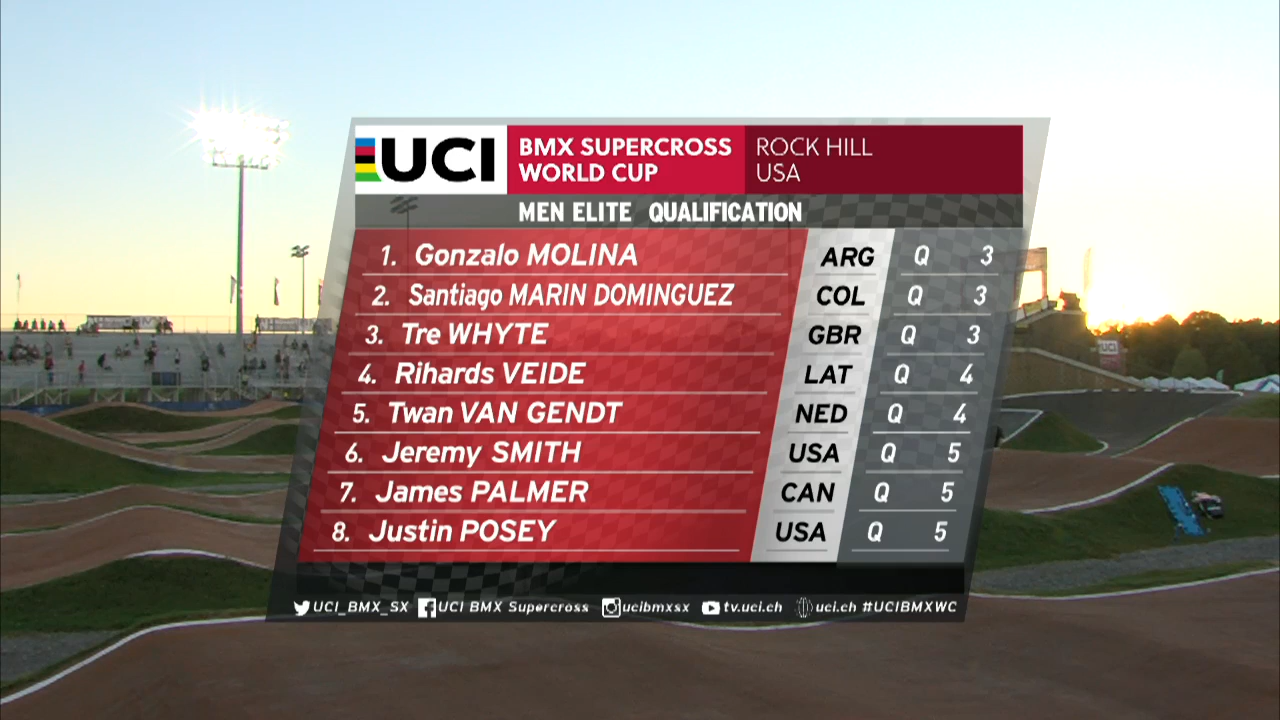 UCI BMX SUPERCROSS WORLD CUP ROCK HILL USA
MEN ELITE QUALIFICATION
1. Gonzalo MOLINA ARG Q 3
2. Santiago MARIN DOMINGUEZ COL Q 3
3. Tre WHYTE GBR Q 3
4. Rihards VEIDE LAT Q 4
5. Twan VAN GENDT NED Q 4
6. Jeremy SMITH USA Q 5
7. James PALMER CAN Q 5
8. Justin POSEY USA Q 5
UCI_BMX_SX UCI BMX Supercross ucibmxsx tv.uci.ch uci.ch #UCIBMXWC
UCI